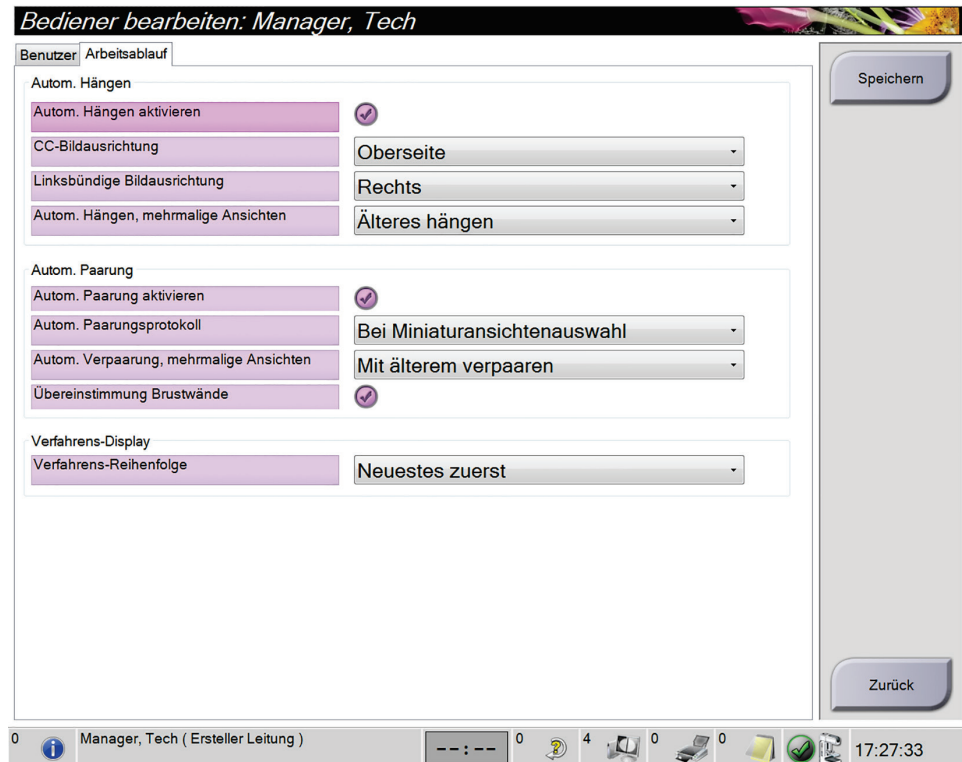 Bediener bearbeiten: Manager, Tech
Benutzer Arbeitsablauf
Speichern
Autom. Hängen
Autom. Hängen aktivieren
CC-Bildausrichtung Oberseite
Linksbündige Bildausrichtung Rechts
Autom. Hängen, mehrmalige Ansichten Älteres hängen
Autom. Paarung
Autom. Paarung aktivieren
Autom. Paarungsprotokoll Bei Miniaturansichtenauswahl
Autom. Verpaarung, mehrmalige Ansichten Mit älterem verpaaren
Übereinstimmung Brustwände
Verfahrens-Display
Verfahrens-Reihenfolge Neuestes zuerst
Zurück
0 Manager, Tech ( Ersteller Leitung ) --:-- 0 4 0 0 17:27:33